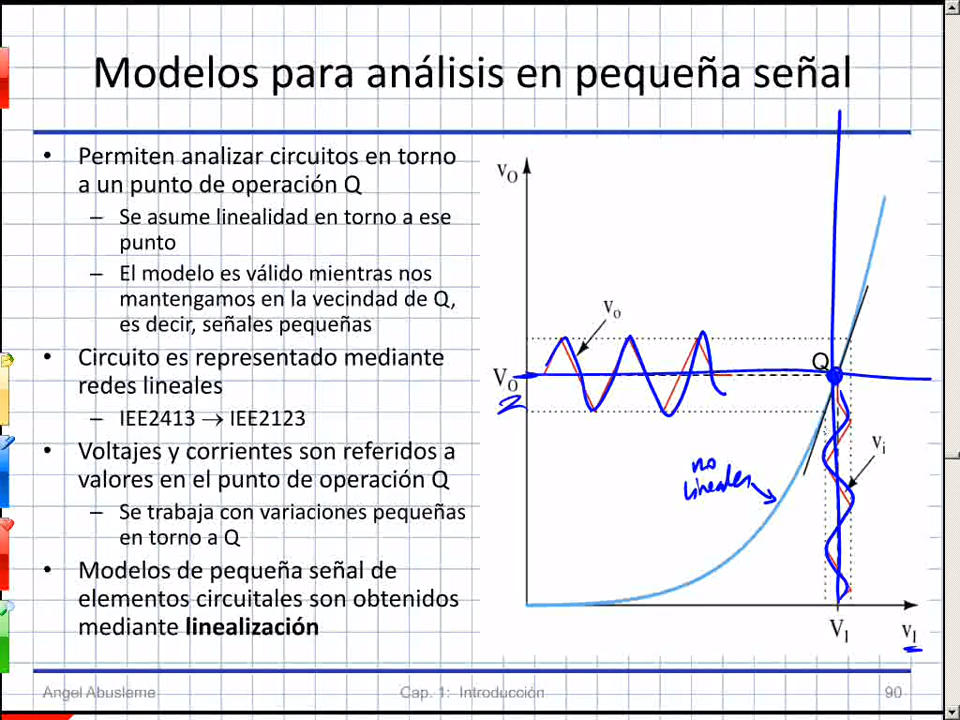 Modelos para análisis en pequeña señal
• Permiten analizar circuitos en torno
a un punto de operación Q
– Se asume linealidad en torno a ese
punto
– El modelo es válido mientras nos
mantengamos en la vecindad de Q,
es decir, señales pequeñas
• Circuito es representado mediante
redes lineales
– IEE2413 → IEE2123
• Voltajes y corrientes son referidos a
valores en el punto de operación Q
– Se trabaja con variaciones pequeñas
en torno a Q
• Modelos de pequeña señal de
elementos circuitales son obtenidos
mediante linealización
vO
vo
Q
VO
vi
no
lineales
VI
vI
Angel Abusleme
Cap. 1: Introducción
90